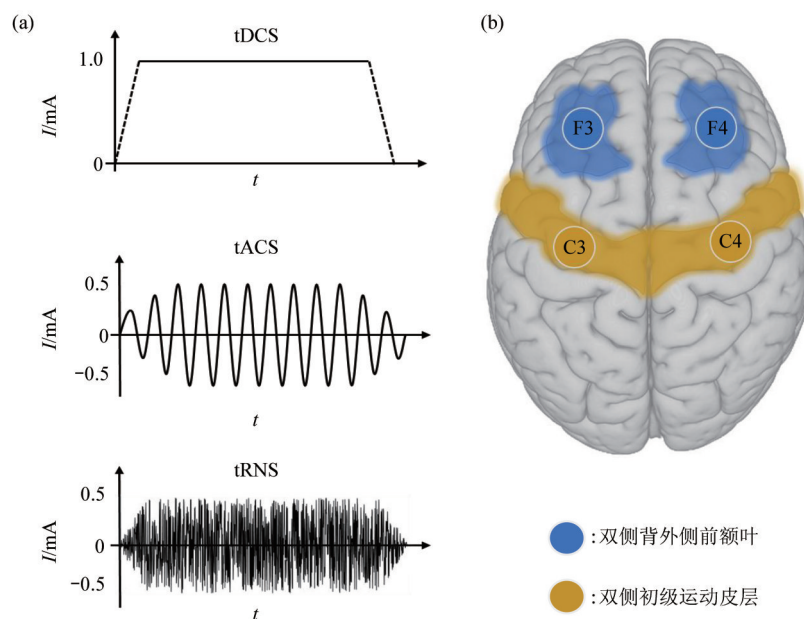 (a)
tDCS
1.0
I/mA
0
t
tACS
0.5
I/mA
0
−0.5
t
tRNS
0.5
I/mA
0
−0.5
t
(b)
F3
F4
C3
C4
:双侧背外侧前额叶
:双侧初级运动皮层